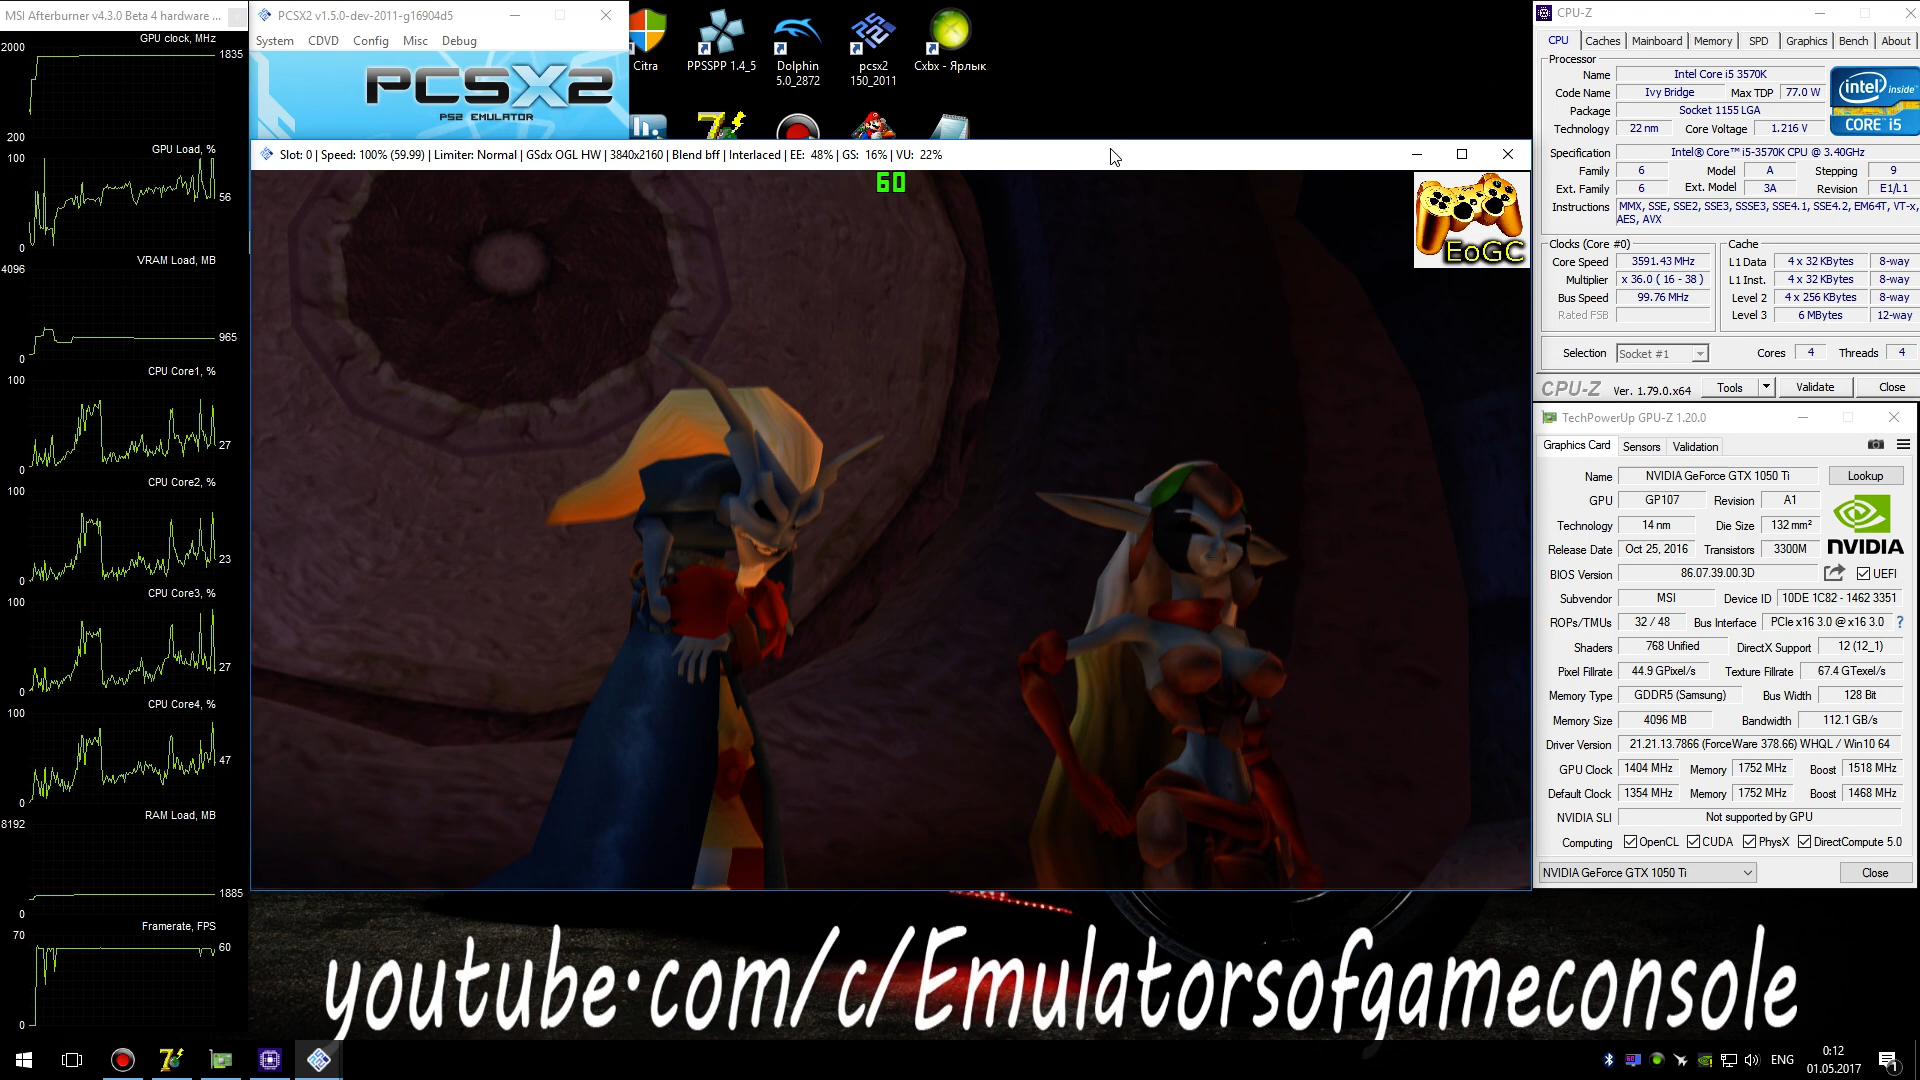 MSI Afterburner v4.3.0 Beta 4 hardware ...
GPU clock, MHz
2000
1835
200
GPU Load, %
100
56
0
VRAM Load, MB
4096
965
0
CPU Core1, %
100
27
0
CPU Core2, %
100
23
0
CPU Core3, %
100
27
0
CPU Core4, %
100
47
0
RAM Load, MB
8192
1885
0
Framerate, FPS
70
60
0
PCSX2 v1.5.0-dev-2011-g16904d5
System CDVD Config Misc Debug
PCSX2
PS2 EMULATOR
Citra
PPSSPP 1.4_5
Dolphin 5.0_2872
pcsx2 150_2011
Cxbx - Ярлык
Slot: 0 | Speed: 100% (59.99) | Limiter: Normal | GSdx OGL HW | 3840x2160 | Blend bff | Interlaced | EE: 48% | GS: 16% | VU: 22%
60
EoGC
CPU-Z
CPU Caches Mainboard Memory SPD Graphics Bench About
Processor
Name Intel Core i5 3570K
Code Name Ivy Bridge Max TDP 77.0 W
Package Socket 1155 LGA
Technology 22 nm Core Voltage 1.216 V
intel inside
CORE i5
Specification Intel® Core™ i5-3570K CPU @ 3.40GHz
Family 6 Model A Stepping 9
Ext. Family 6 Ext. Model 3A Revision E1/L1
Instructions MMX, SSE, SSE2, SSE3, SSSE3, SSE4.1, SSE4.2, EM64T, VT-x,
AES, AVX
Clocks (Core #0) Cache
Core Speed 3591.43 MHz L1 Data 4 x 32 KBytes 8-way
Multiplier x 36.0 ( 16 - 38 ) L1 Inst. 4 x 32 KBytes 8-way
Bus Speed 99.76 MHz Level 2 4 x 256 KBytes 8-way
Rated FSB Level 3 6 MBytes 12-way
Selection Socket #1 Cores 4 Threads 4
CPU-Z Ver. 1.79.0.x64 Tools Validate Close
TechPowerUp GPU-Z 1.20.0
Graphics Card Sensors Validation
Name NVIDIA GeForce GTX 1050 Ti Lookup
GPU GP107 Revision A1
Technology 14 nm Die Size 132 mm²
Release Date Oct 25, 2016 Transistors 3300M
NVIDIA
BIOS Version 86.07.39.00.3D UEFI
Subvendor MSI Device ID 10DE 1C82 - 1462 3351
ROPs/TMUs 32 / 48 Bus Interface PCIe x16 3.0 @ x16 3.0 ?
Shaders 768 Unified DirectX Support 12 (12_1)
Pixel Fillrate 44.9 GPixel/s Texture Fillrate 67.4 GTexel/s
Memory Type GDDR5 (Samsung) Bus Width 128 Bit
Memory Size 4096 MB Bandwidth 112.1 GB/s
Driver Version 21.21.13.7866 (ForceWare 378.66) WHQL / Win10 64
GPU Clock 1404 MHz Memory 1752 MHz Boost 1518 MHz
Default Clock 1354 MHz Memory 1752 MHz Boost 1468 MHz
NVIDIA SLI Not supported by GPU
Computing OpenCL CUDA PhysX DirectCompute 5.0
NVIDIA GeForce GTX 1050 Ti Close
youtube.com/c/Emulatorsofgameconsole
ENG
0:12
01.05.2017
1